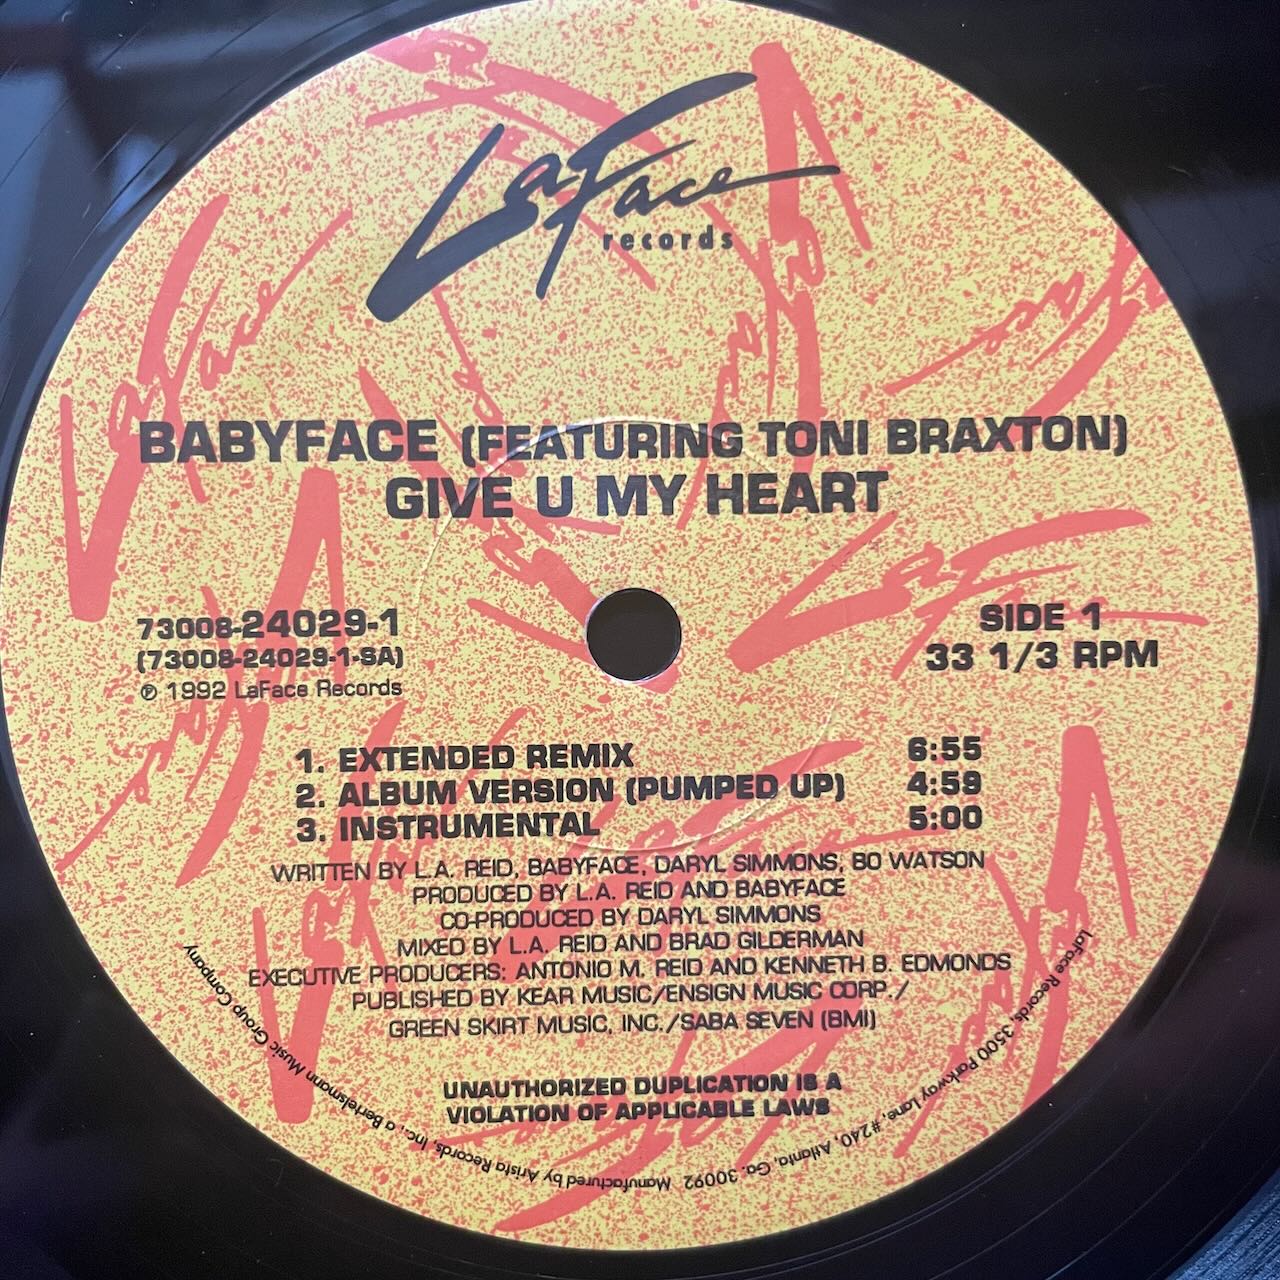 LaFace
records
BABYFACE (FEATURING TONI BRAXTON)
GIVE U MY HEART
73008-24029-1
(73008-24029-1-SA)
℗ 1992 LaFace Records
SIDE 1
33 1/3 RPM
1. EXTENDED REMIX 6:55
2. ALBUM VERSION (PUMPED UP) 4:59
3. INSTRUMENTAL 5:00
WRITTEN BY L.A. REID, BABYFACE, DARYL SIMMONS, BO WATSON
PRODUCED BY L.A. REID AND BABYFACE
CO-PRODUCED BY DARYL SIMMONS
MIXED BY L.A. REID AND BRAD GILDERMAN
EXECUTIVE PRODUCERS: ANTONIO M. REID AND KENNETH B. EDMONDS
PUBLISHED BY KEAR MUSIC/ENSIGN MUSIC CORP./
GREEN SKIRT MUSIC, INC./SABA SEVEN (BMI)
UNAUTHORIZED DUPLICATION IS A
VIOLATION OF APPLICABLE LAWS
LaFace Records, 3500 Parkway Lane, #240, Atlanta, Ga. 30092 Manufactured by Arista Records, Inc., a Bertelsmann Music Group Company